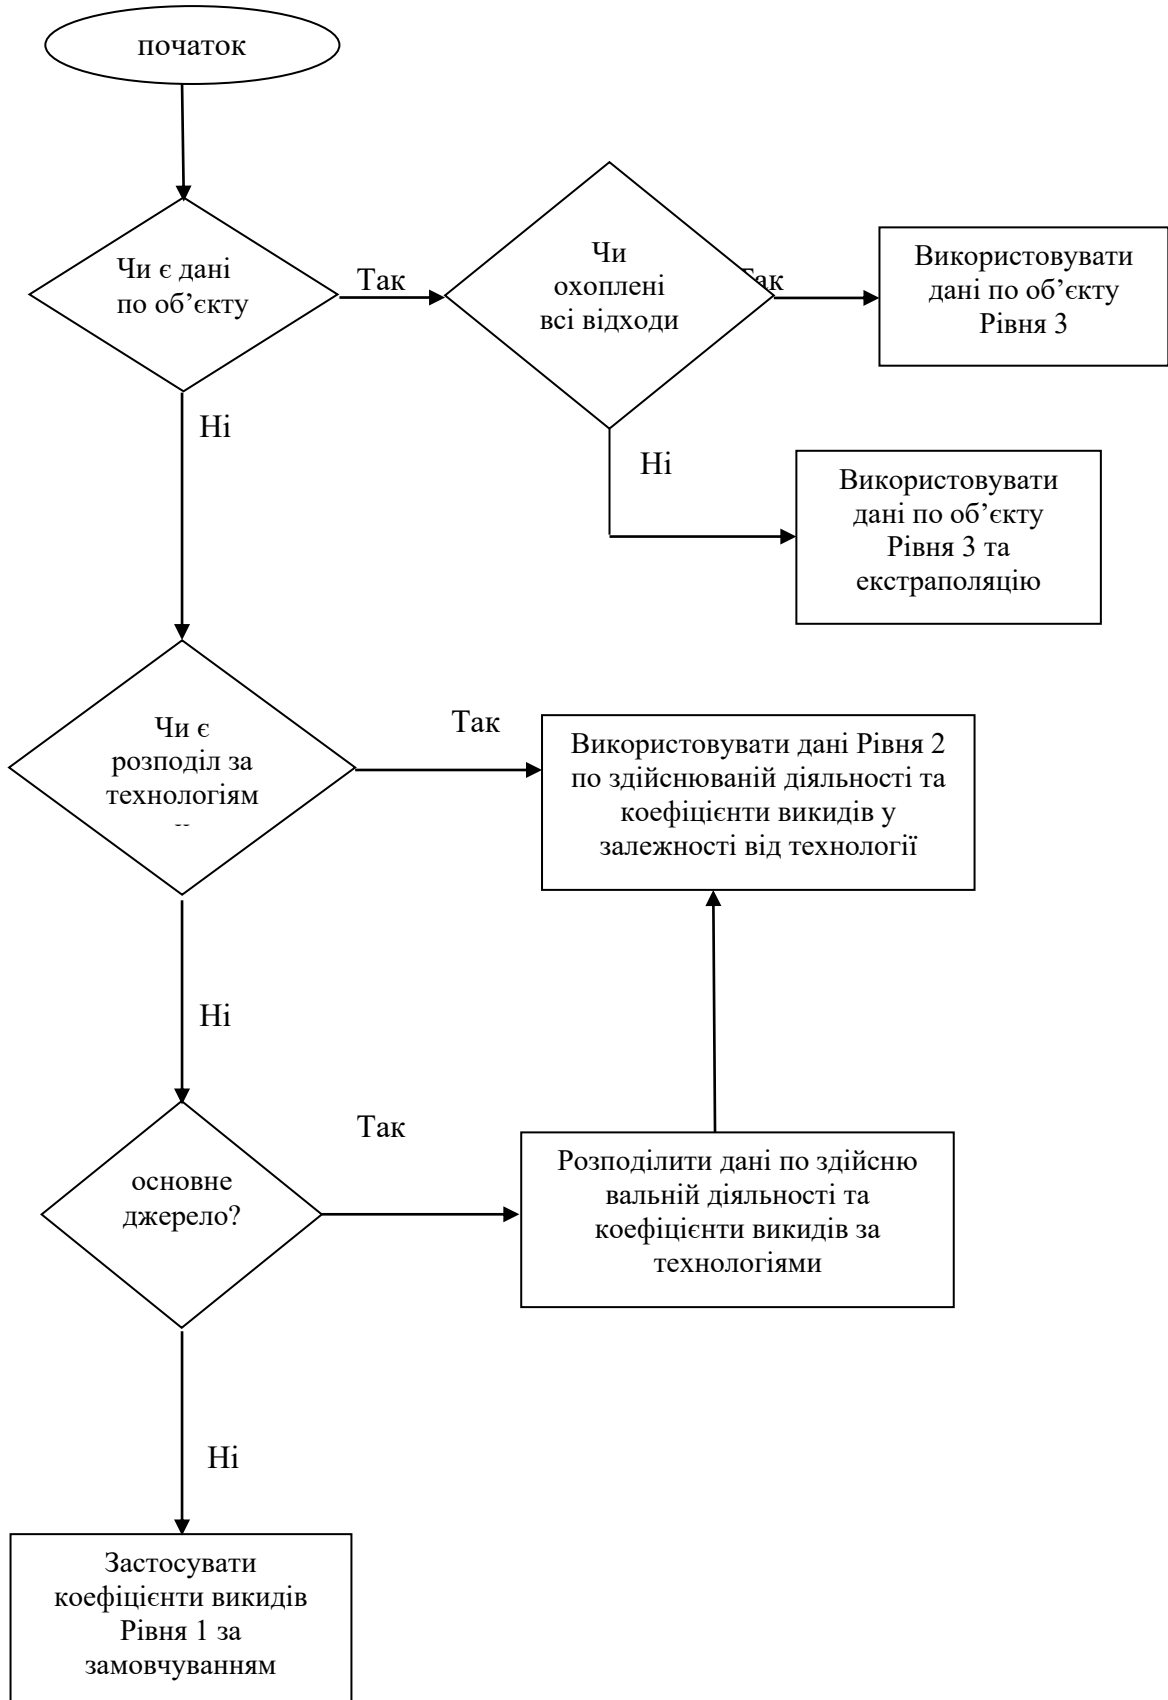 початок
Чи є дані
по об’єкту
Так
Чи
охоплені
всі відходи
Так
Використовувати
дані по об’єкту
Рівня 3
Ні
Ні
Використовувати
дані по об’єкту
Рівня 3 та
екстраполяцію
Чи є
розподіл за
технологіям
Так
Використовувати дані Рівня 2
по здійснюваній діяльності та
коефіцієнти викидів у
залежності від технології
Ні
основне
джерело?
Так
Розподілити дані по здійсню
вальній діяльності та
коефіцієнти викидів за
технологіями
Ні
Застосувати
коефіцієнти викидів
Рівня 1 за
замовчуванням